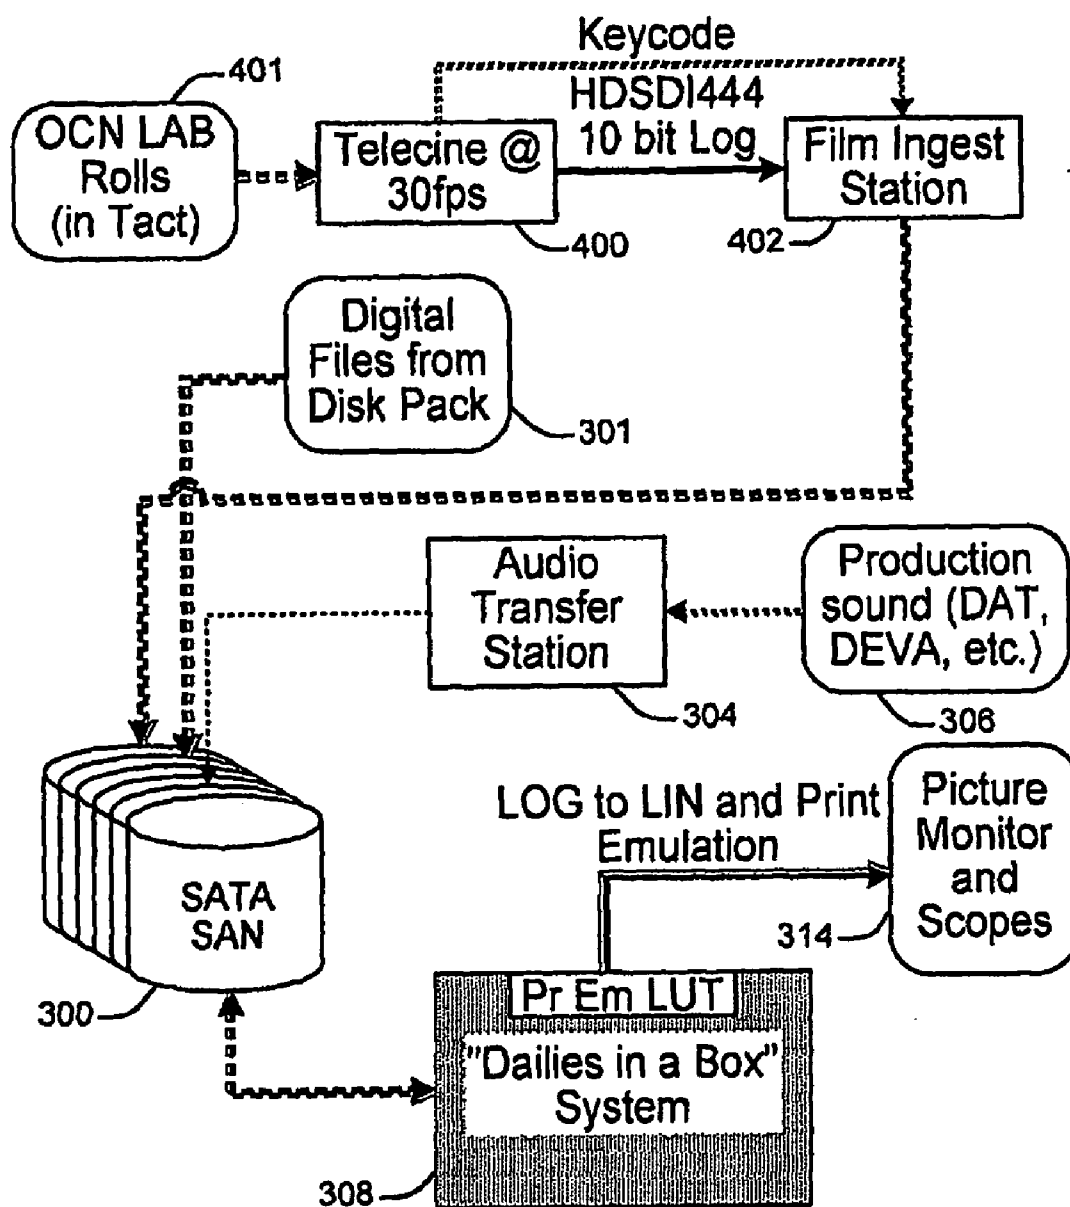 Keycode
401
OCN LAB
Rolls
(in Tact)
Telecine @
30fps
400
HDSDI444
10 bit Log
Film Ingest
Station
402
Digital
Files from
Disk Pack
301
Audio
Transfer
Station
304
Production
sound (DAT,
DEVA, etc.)
306
SATA
SAN
300
LOG to LIN and Print
Emulation
Picture
Monitor
and
Scopes
314
Pr Em LUT
"Dailies in a Box"
System
308